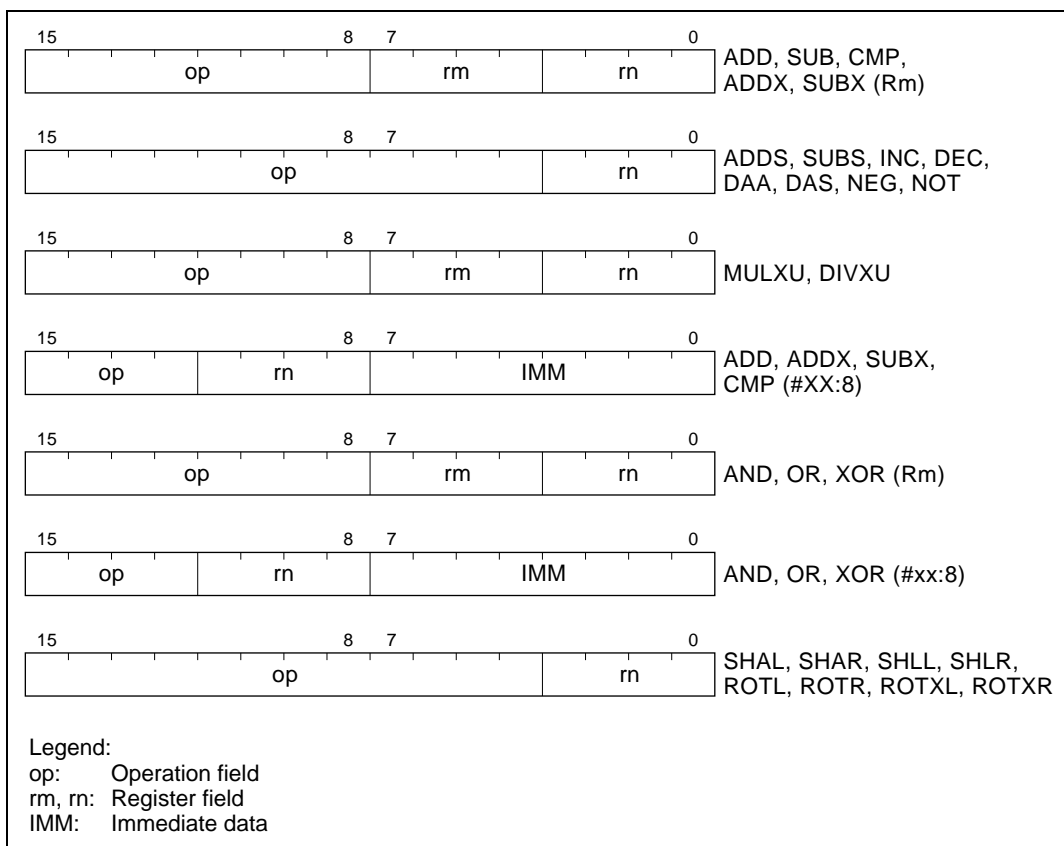 15 8 7 0
op rm rn
ADD, SUB, CMP,
ADDX, SUBX (Rm)
15 8 7 0
op rn
ADDS, SUBS, INC, DEC,
DAA, DAS, NEG, NOT
15 8 7 0
op rm rn
MULXU, DIVXU
15 8 7 0
op rn IMM
ADD, ADDX, SUBX,
CMP (#XX:8)
15 8 7 0
op rm rn
AND, OR, XOR (Rm)
15 8 7 0
op rn IMM
AND, OR, XOR (#xx:8)
15 8 7 0
op rn
SHAL, SHAR, SHLL, SHLR,
ROTL, ROTR, ROTXL, ROTXR
Legend:
op: Operation field
rm, rn: Register field
IMM: Immediate data